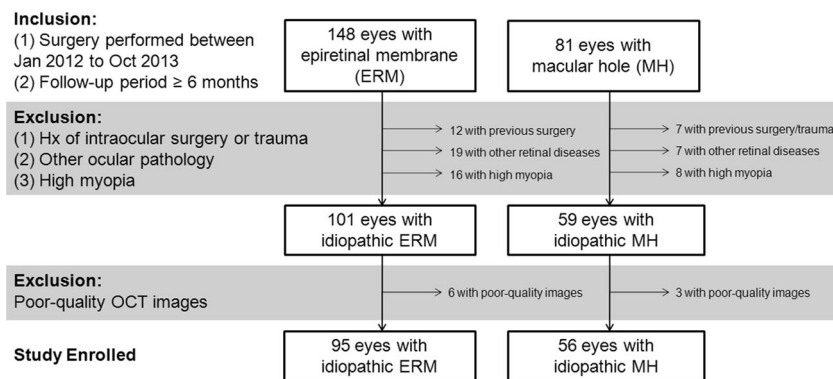 Inclusion:
(1) Surgery performed between
Jan 2012 to Oct 2013
(2) Follow-up period ≥ 6 months
148 eyes with
epiretinal membrane
(ERM)
81 eyes with
macular hole (MH)
Exclusion:
(1) Hx of intraocular surgery or trauma
(2) Other ocular pathology
(3) High myopia
12 with previous surgery
19 with other retinal diseases
16 with high myopia
7 with previous surgery/trauma
7 with other retinal diseases
8 with high myopia
101 eyes with
idiopathic ERM
59 eyes with
idiopathic MH
Exclusion:
Poor-quality OCT images
6 with poor-quality images
3 with poor-quality images
Study Enrolled
95 eyes with
idiopathic ERM
56 eyes with
idiopathic MH